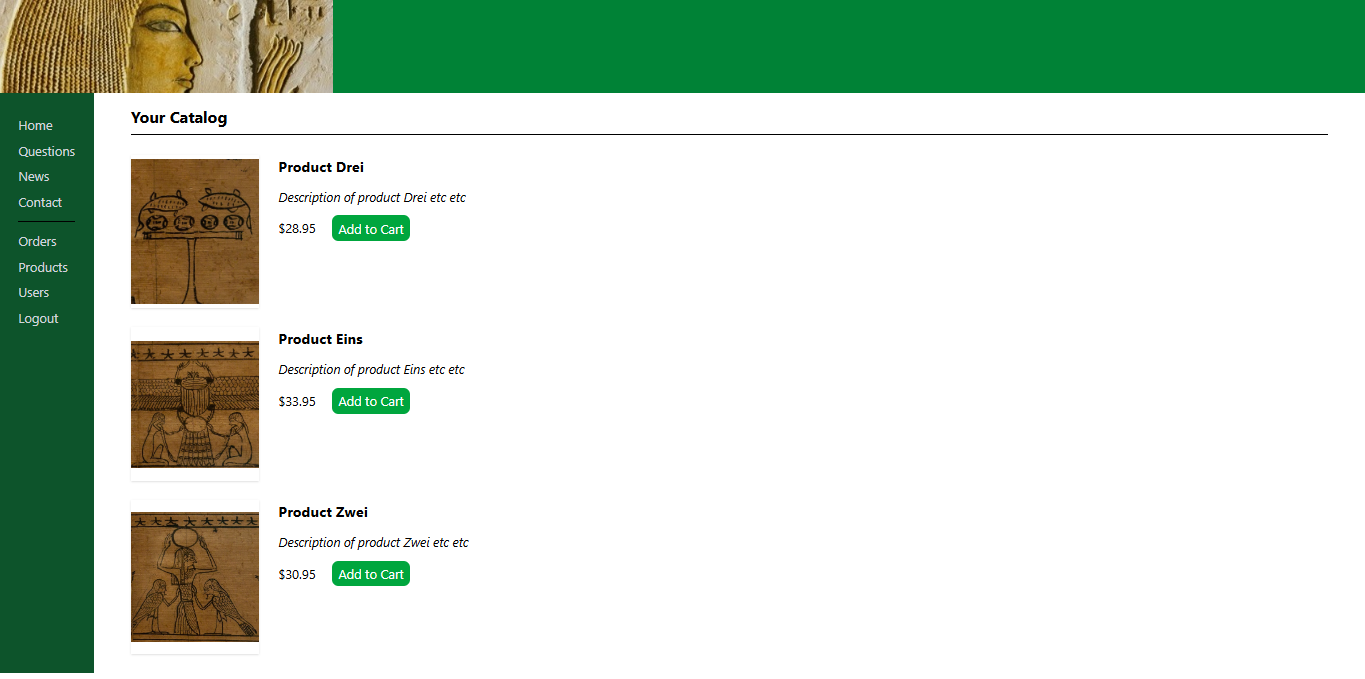 Home
Questions
News
Contact
Orders
Products
Users
Logout
Your Catalog
Product Drei
Description of product Drei etc etc
$28.95 Add to Cart
Product Eins
Description of product Eins etc etc
$33.95 Add to Cart
Product Zwei
Description of product Zwei etc etc
$30.95 Add to Cart